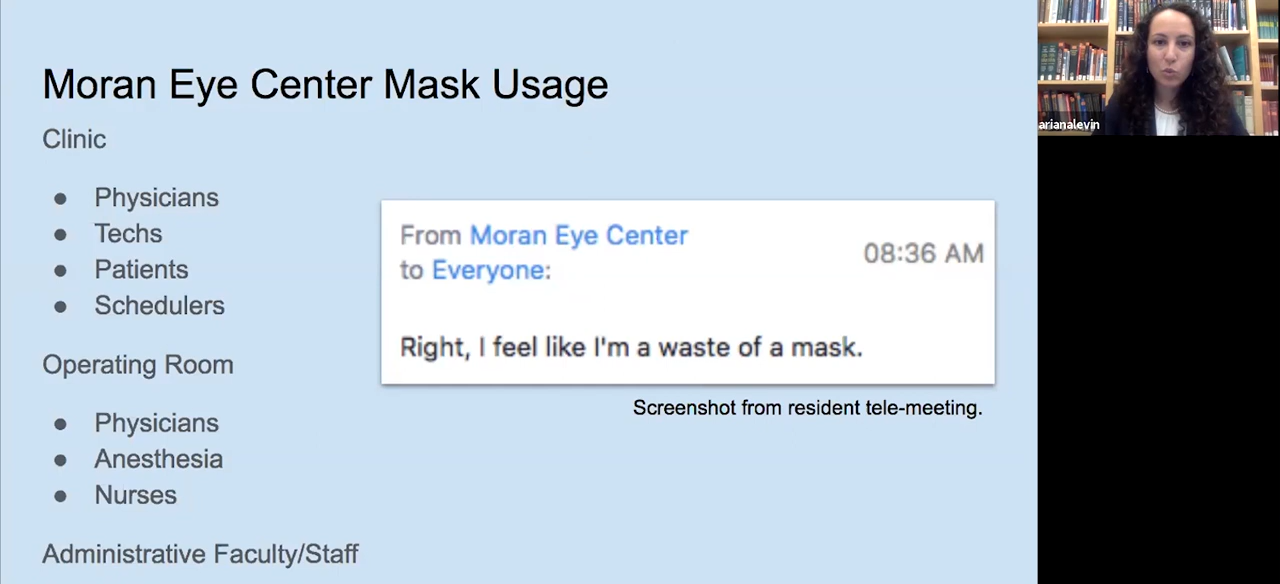 Moran Eye Center Mask Usage
Clinic
● Physicians
● Techs
● Patients
● Schedulers
Operating Room
● Physicians
● Anesthesia
● Nurses
Administrative Faculty/Staff
From Moran Eye Center
to Everyone:
08:36 AM
Right, I feel like I'm a waste of a mask.
Screenshot from resident tele-meeting.
arianalevin